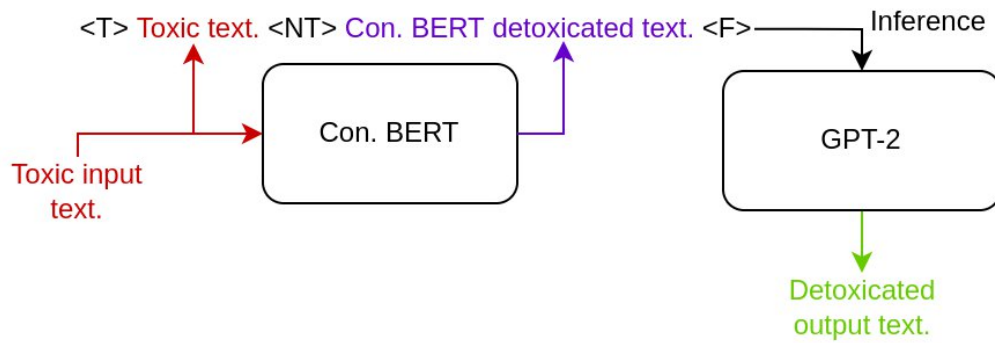 <T> Toxic text. <NT> Con. BERT detoxicated text. <F>
Inference
Con. BERT
GPT-2
Toxic input
text.
Detoxicated
output text.